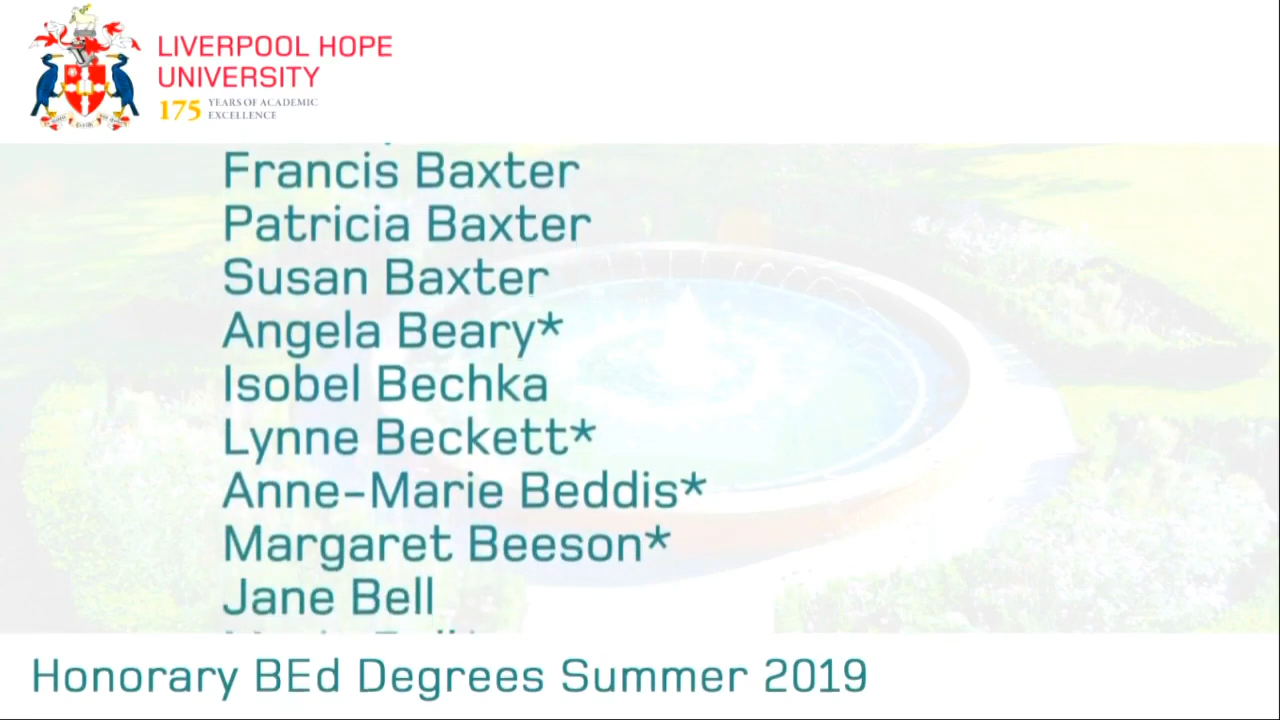 LIVERPOOL HOPE
UNIVERSITY
175 YEARS OF ACADEMIC
EXCELLENCE
Francis Baxter
Patricia Baxter
Susan Baxter
Angela Beary*
Isobel Bechka
Lynne Beckett*
Anne-Marie Beddis*
Margaret Beeson*
Jane Bell
Honorary BEd Degrees Summer 2019